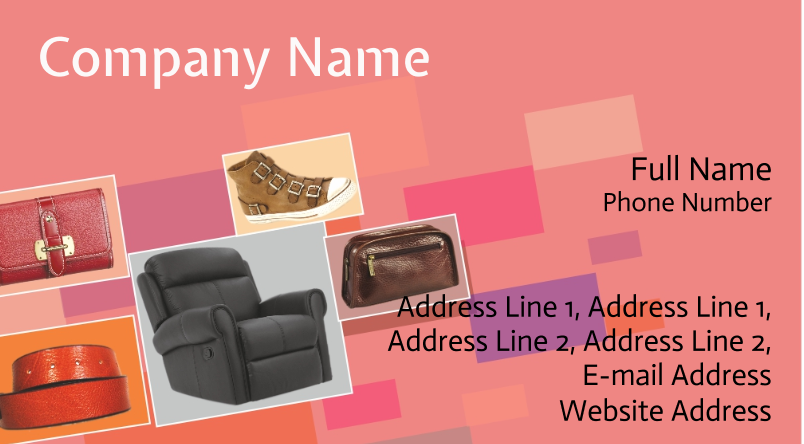 Company Name
Full Name
Phone Number
Address Line 1, Address Line 1,
Address Line 2, Address Line 2,
E-mail Address
Website Address